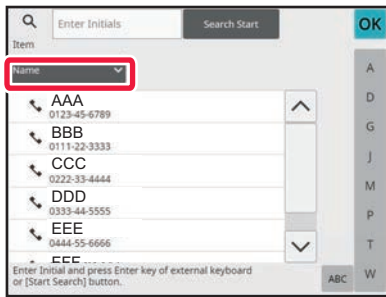 Enter Initials
Search Start
OK
Item
Name
AAA
0123-45-6789
BBB
0111-22-3333
CCC
0222-33-4444
DDD
0333-44-5555
EEE
0444-55-6666
Enter Initial and press Enter key of external keyboard
or [Start Search] button.
ABC
A
D
G
J
M
P
T
W